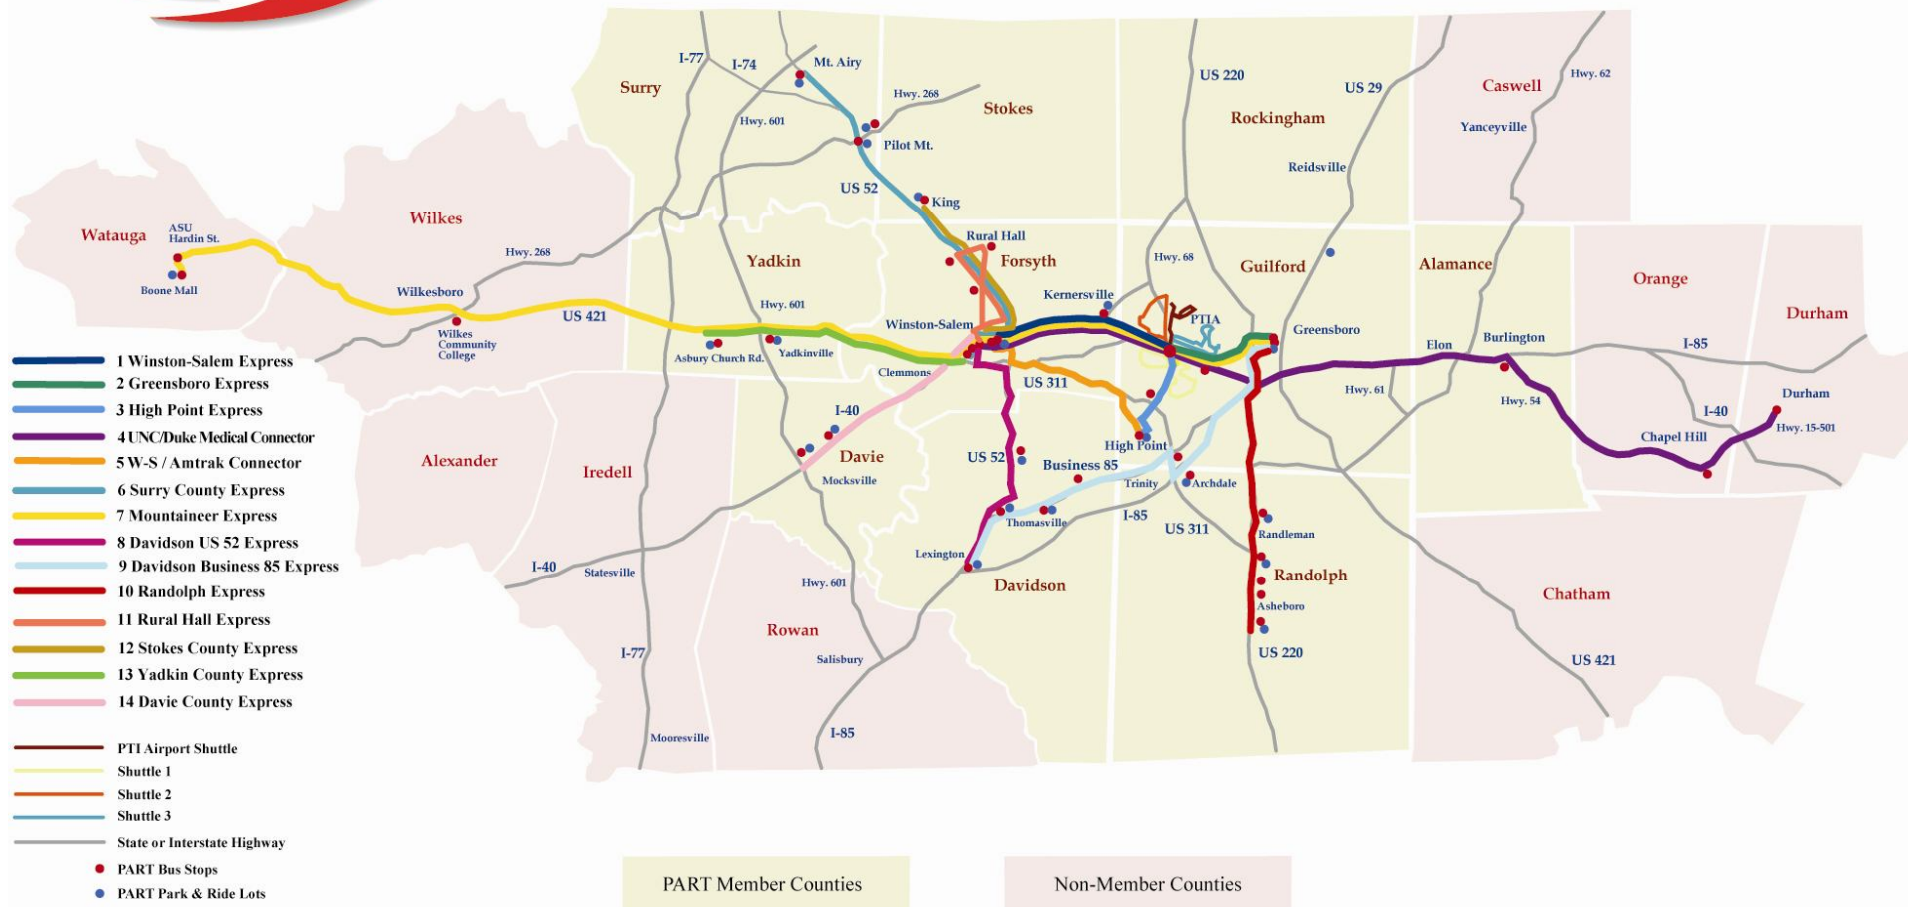 I-77
I-74
Mt. Airy
Surry
Hwy. 601
Hwy. 268
Stokes
Pilot Mt.
US 52
King
US 220
Rockingham
US 29
Reidsville
Caswell
Hwy. 62
Yanceyville
Watauga
ASU
Hardin St.
Boone Mall
Wilkes
Hwy. 268
Wilkesboro
Wilkes
Community
College
US 421
Yadkin
Hwy. 601
Asbury Church Rd.
Yadkinville
Rural Hall
Forsyth
Kernersville
Winston-Salem
Clemmons
Hwy. 68
Guilford
PTIA
Greensboro
Alamance
Orange
Durham
Elon
Burlington
I-85
Hwy. 61
Hwy. 54
Chapel Hill
I-40
Durham
Hwy. 15-501
US 311
High Point
I-40
Davie
Mocksville
US 52
Business 85
Trinity
Archdale
Thomasville
I-85
US 311
Lexington
Davidson
Randleman
Randolph
Asheboro
US 220
Alexander
Iredell
I-40
Statesville
I-77
Mooresville
Hwy. 601
Rowan
Salisbury
I-85
Chatham
US 421
1 Winston-Salem Express
2 Greensboro Express
3 High Point Express
4 UNC/Duke Medical Connector
5 W-S / Amtrak Connector
6 Surry County Express
7 Mountaineer Express
8 Davidson US 52 Express
9 Davidson Business 85 Express
10 Randolph Express
11 Rural Hall Express
12 Stokes County Express
13 Yadkin County Express
14 Davie County Express
PTI Airport Shuttle
Shuttle 1
Shuttle 2
Shuttle 3
State or Interstate Highway
PART Bus Stops
PART Park & Ride Lots
PART Member Counties
Non-Member Counties